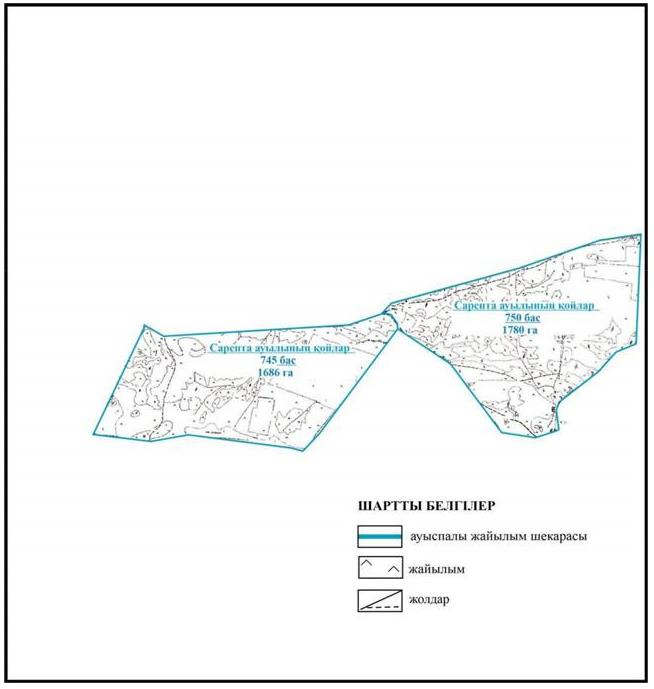 Сарепта ауылының қойлар
750 бас
1780 га
Сарепта ауылының қойлар
745 бас
1686 га
ШАРТТЫ БЕЛГІЛЕР
ауыспалы жайылым шекарасы
жайылым
жолдар